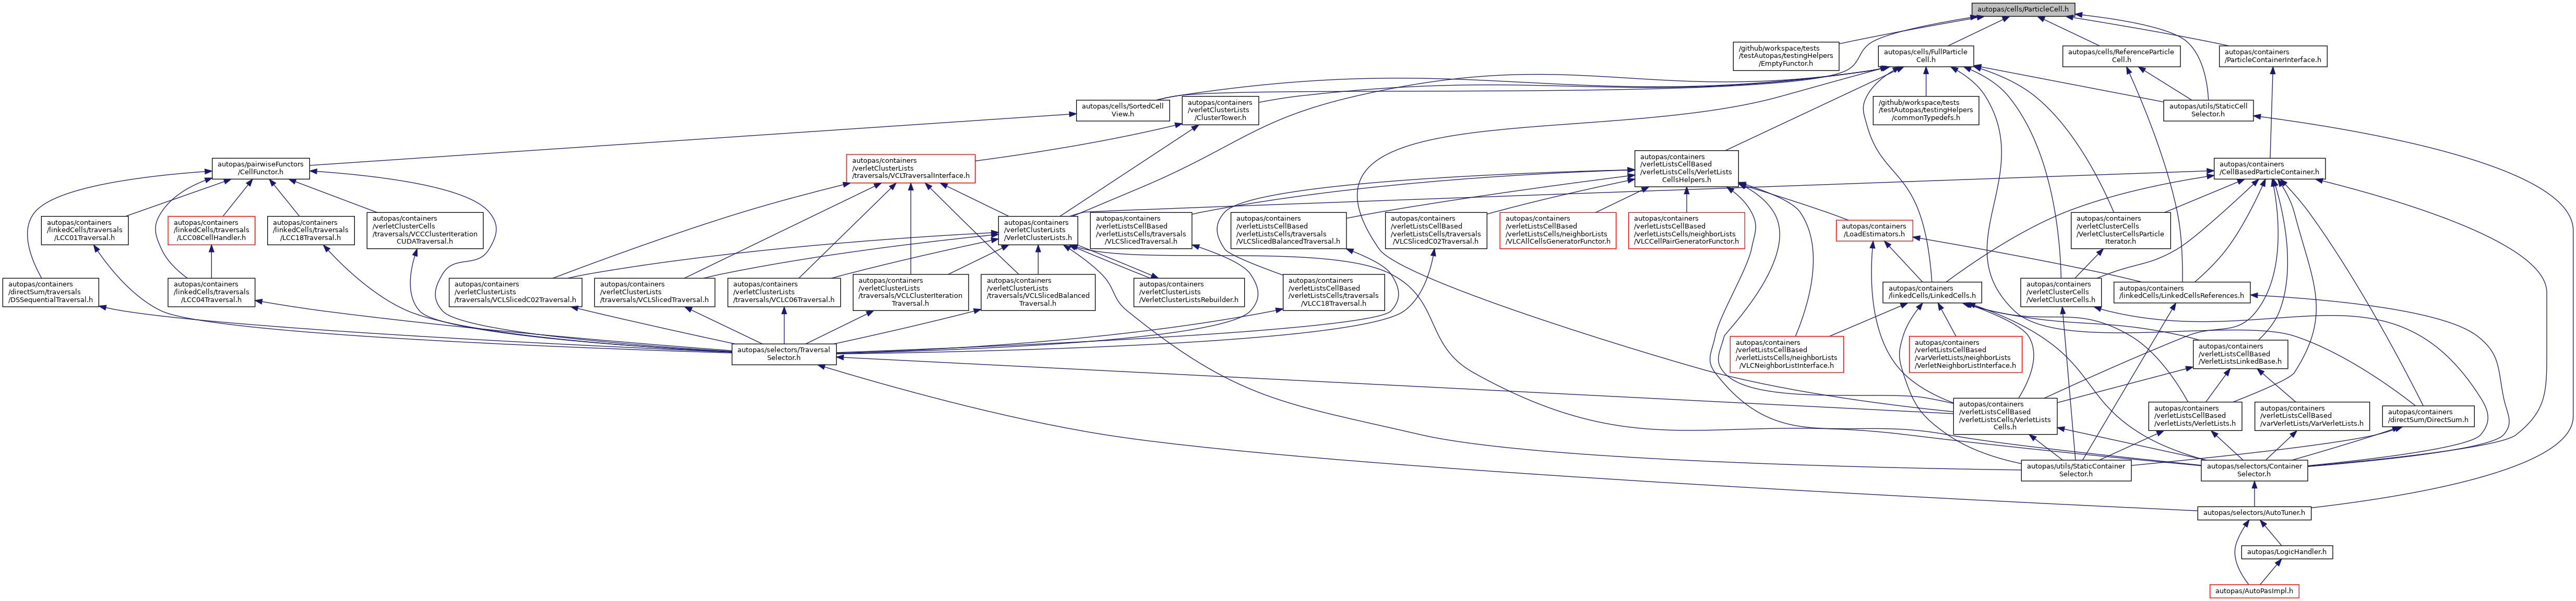 autopas/cells/ParticleCell.h
/github/workspace/tests
/testAutopas/testingHelpers
/EmptyFunctor.h
autopas/cells/FullParticle
Cell.h
autopas/cells/ReferenceParticle
Cell.h
autopas/containers
/ParticleContainerInterface.h
autopas/cells/SortedCell
View.h
autopas/containers
/verletClusterLists
/ClusterTower.h
/github/workspace/tests
/testAutopas/testingHelpers
/commonTypedefs.h
autopas/utils/StaticCell
Selector.h
autopas/pairwiseFunctors
/CellFunctor.h
autopas/containers
/verletClusterLists
/traversals/VCLTraversalInterface.h
autopas/containers
/verletListsCellBased
/verletListsCells/VerletLists
CellsHelpers.h
autopas/containers
/CellBasedParticleContainer.h
autopas/containers
/linkedCells/traversals
/LCC01Traversal.h
autopas/containers
/linkedCells/traversals
/LCC08CellHandler.h
autopas/containers
/linkedCells/traversals
/LCC18Traversal.h
autopas/containers
/verletClusterCells
/traversals/VCCClusterIteration
CUDATraversal.h
autopas/containers
/verletClusterLists
/VerletClusterLists.h
autopas/containers
/verletListsCellBased
/verletListsCells/traversals
/VLCSlicedTraversal.h
autopas/containers
/verletListsCellBased
/verletListsCells/traversals
/VLCSlicedBalancedTraversal.h
autopas/containers
/verletListsCellBased
/verletListsCells/traversals
/VLCSlicedC02Traversal.h
autopas/containers
/verletListsCellBased
/verletListsCells/neighborLists
/VLCAllCellsGeneratorFunctor.h
autopas/containers
/verletListsCellBased
/verletListsCells/neighborLists
/VLCCellPairGeneratorFunctor.h
autopas/containers
/LoadEstimators.h
autopas/containers
/verletClusterCells
/VerletClusterCellsParticle
Iterator.h
autopas/containers
/directSum/traversals
/DSSequentialTraversal.h
autopas/containers
/linkedCells/traversals
/LCC04Traversal.h
autopas/containers
/verletClusterLists
/traversals/VCLSlicedC02Traversal.h
autopas/containers
/verletClusterLists
/traversals/VCLSlicedTraversal.h
autopas/containers
/verletClusterLists
/traversals/VCLC06Traversal.h
autopas/containers
/verletClusterLists
/traversals/VCLClusterIteration
Traversal.h
autopas/containers
/verletClusterLists
/traversals/VCLSlicedBalanced
Traversal.h
autopas/containers
/verletClusterLists
/VerletClusterListsRebuilder.h
autopas/containers
/verletListsCellBased
/verletListsCells/traversals
/VLCC18Traversal.h
autopas/containers
/linkedCells/LinkedCells.h
autopas/containers
/verletClusterCells
/VerletClusterCells.h
autopas/containers
/linkedCells/LinkedCellsReferences.h
autopas/selectors/Traversal
Selector.h
autopas/containers
/verletListsCellBased
/verletListsCells/neighborLists
/VLCNeighborListInterface.h
autopas/containers
/verletListsCellBased
/varVerletLists/neighborLists
/VerletNeighborListInterface.h
autopas/containers
/verletListsCellBased
/VerletListsLinkedBase.h
autopas/containers
/verletListsCellBased
/verletListsCells/VerletLists
Cells.h
autopas/containers
/verletListsCellBased
/verletLists/VerletLists.h
autopas/containers
/verletListsCellBased
/varVerletLists/VarVerletLists.h
autopas/containers
/directSum/DirectSum.h
autopas/utils/StaticContainer
Selector.h
autopas/selectors/Container
Selector.h
autopas/selectors/AutoTuner.h
autopas/LogicHandler.h
autopas/AutoPasImpl.h